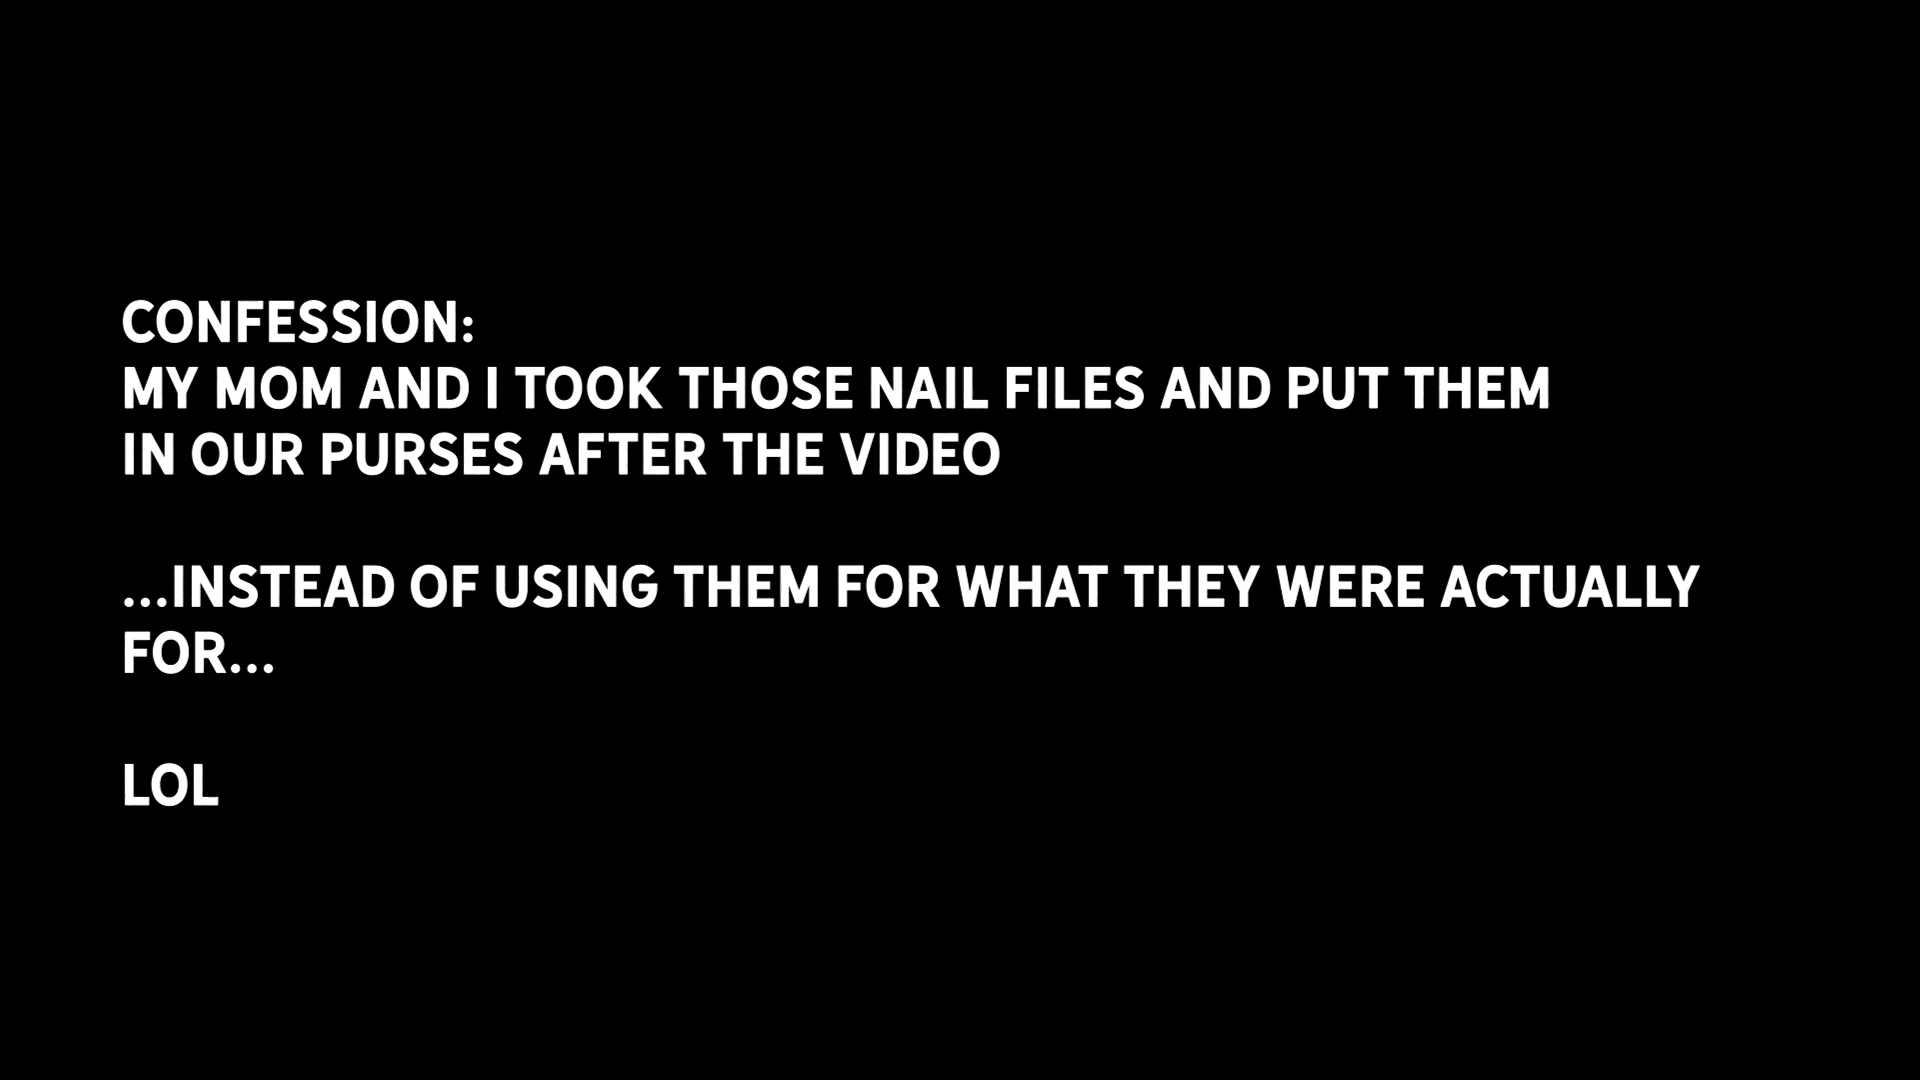 CONFESSION:
MY MOM AND I TOOK THOSE NAIL FILES AND PUT THEM
IN OUR PURSES AFTER THE VIDEO
...INSTEAD OF USING THEM FOR WHAT THEY WERE ACTUALLY
FOR...
LOL